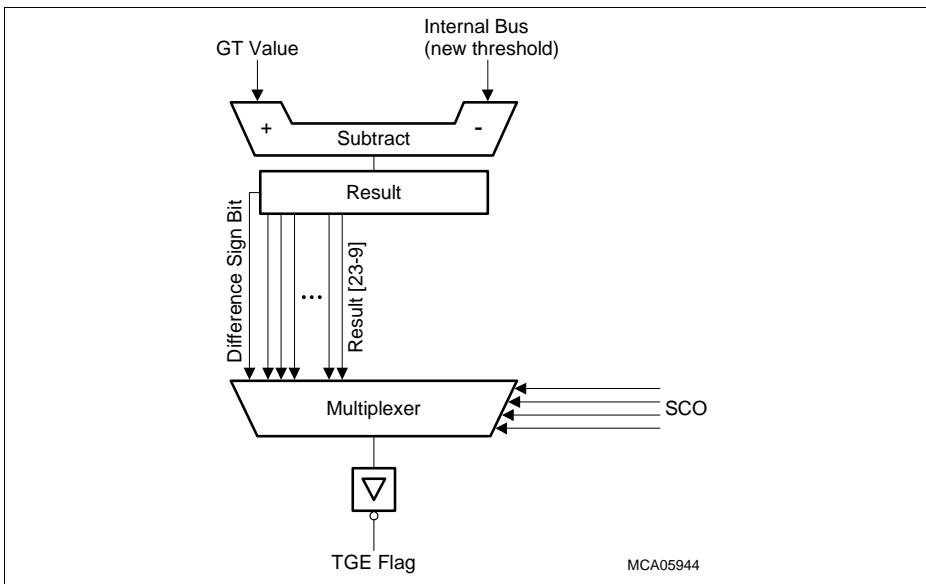 Internal Bus
(new threshold)
GT Value
+
-
Subtract
Result
Difference Sign Bit
...
Result [23-9]
Multiplexer
SCO
TGE Flag
MCA05944